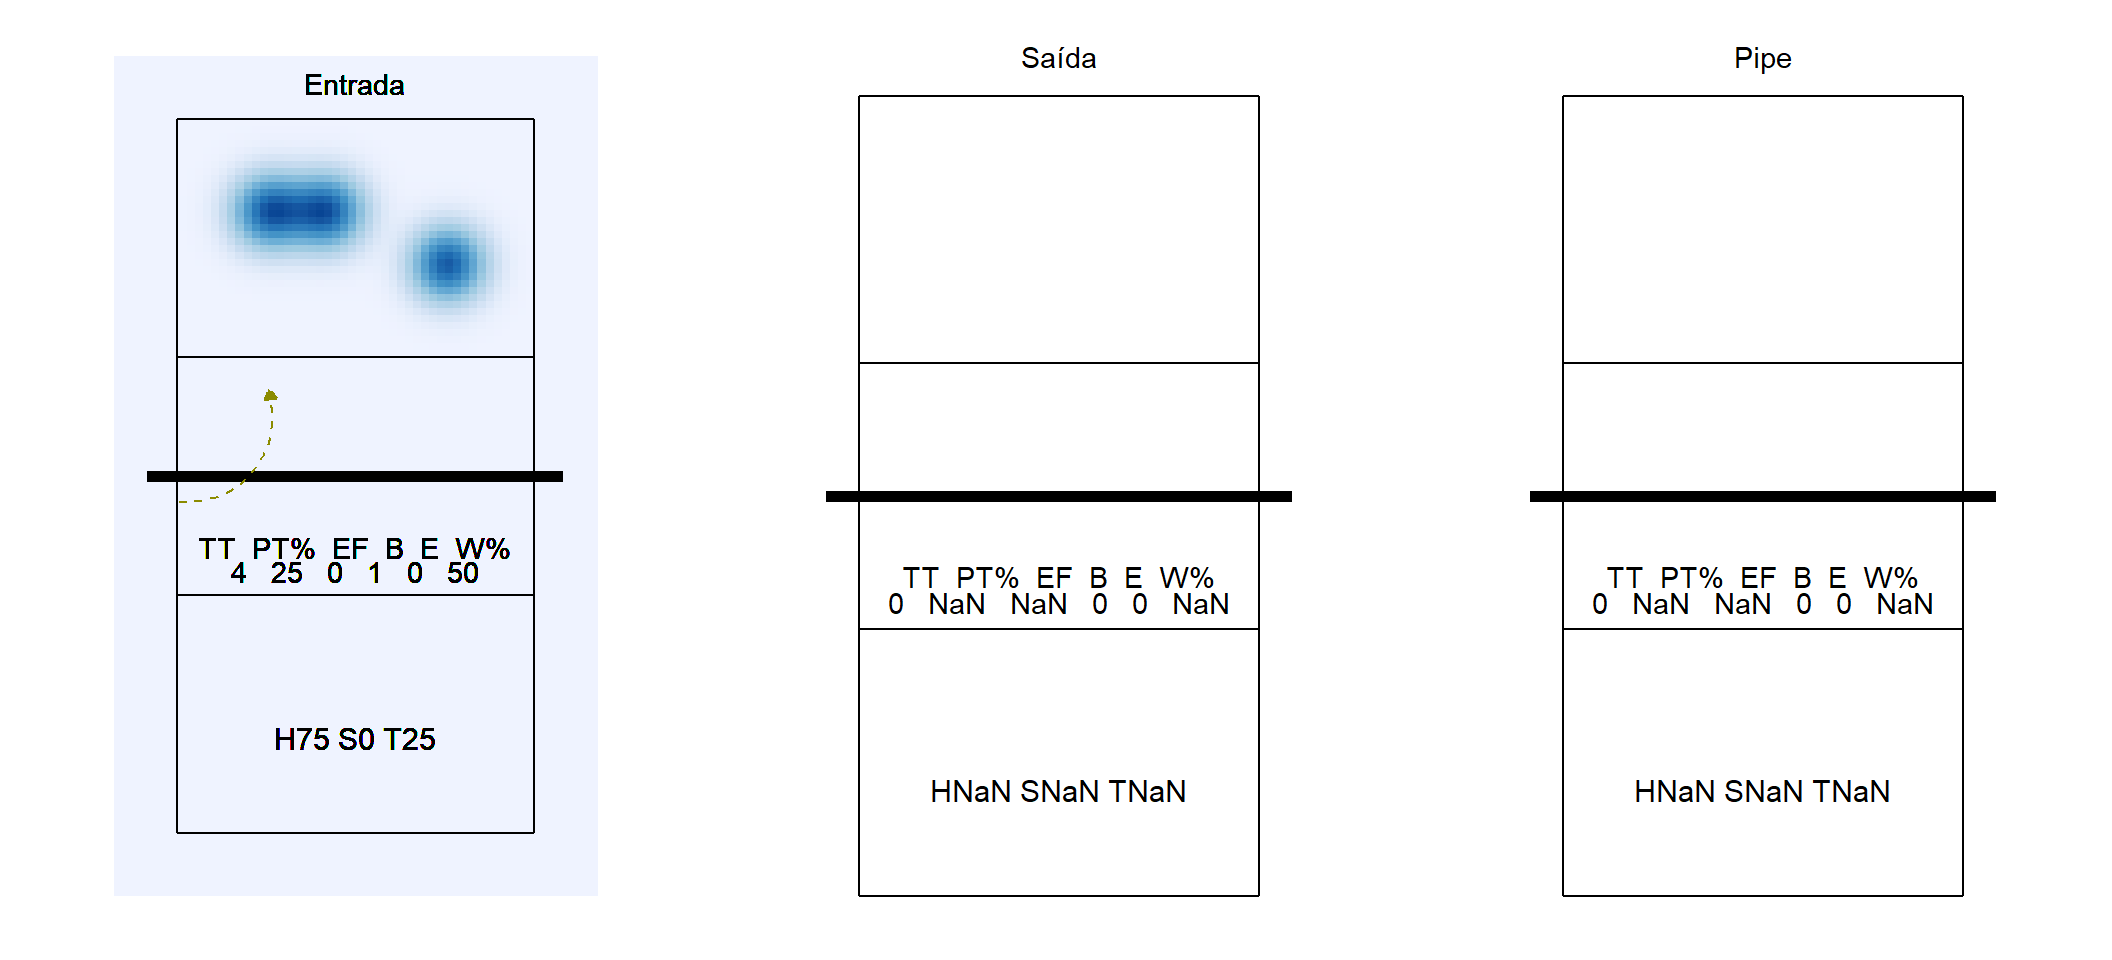 Entrada
TT PT% EF B E W%
4 25 0 1 0 50
H75 S0 T25
Saída
TT PT% EF B E W%
0 NaN NaN 0 0 NaN
HNaN SNaN TNaN
Pipe
TT PT% EF B E W%
0 NaN NaN 0 0 NaN
HNaN SNaN TNaN